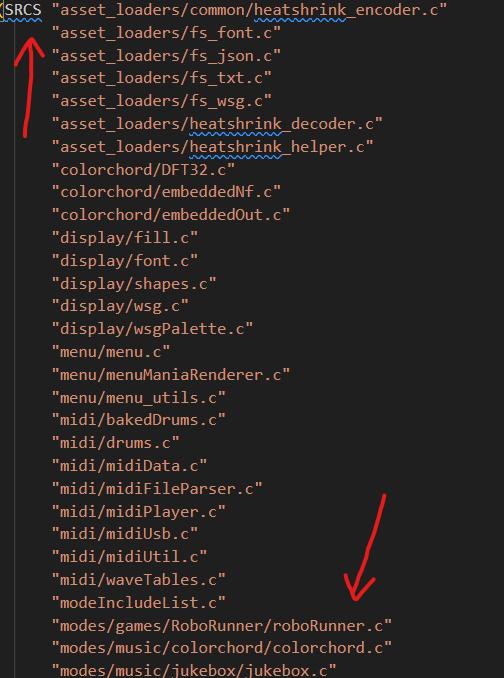 (SRCS "asset_loaders/common/heatshrink_encoder.c"
"asset_loaders/fs_font.c"
"asset_loaders/fs_json.c"
"asset_loaders/fs_txt.c"
"asset_loaders/fs_wsg.c"
"asset_loaders/heatshrink_decoder.c"
"asset_loaders/heatshrink_helper.c"
"colorchord/DFT32.c"
"colorchord/embeddedNf.c"
"colorchord/embeddedOut.c"
"display/fill.c"
"display/font.c"
"display/shapes.c"
"display/wsg.c"
"display/wsgPalette.c"
"menu/menu.c"
"menu/menuManiaRenderer.c"
"menu/menu_utils.c"
"midi/bakedDrums.c"
"midi/drums.c"
"midi/midiData.c"
"midi/midiFileParser.c"
"midi/midiPlayer.c"
"midi/midiUsb.c"
"midi/midiUtil.c"
"midi/waveTables.c"
"modeIncludeList.c"
"modes/games/RoboRunner/roboRunner.c"
"modes/music/colorchord/colorchord.c"
"modes/music/jukebox/jukebox.c"